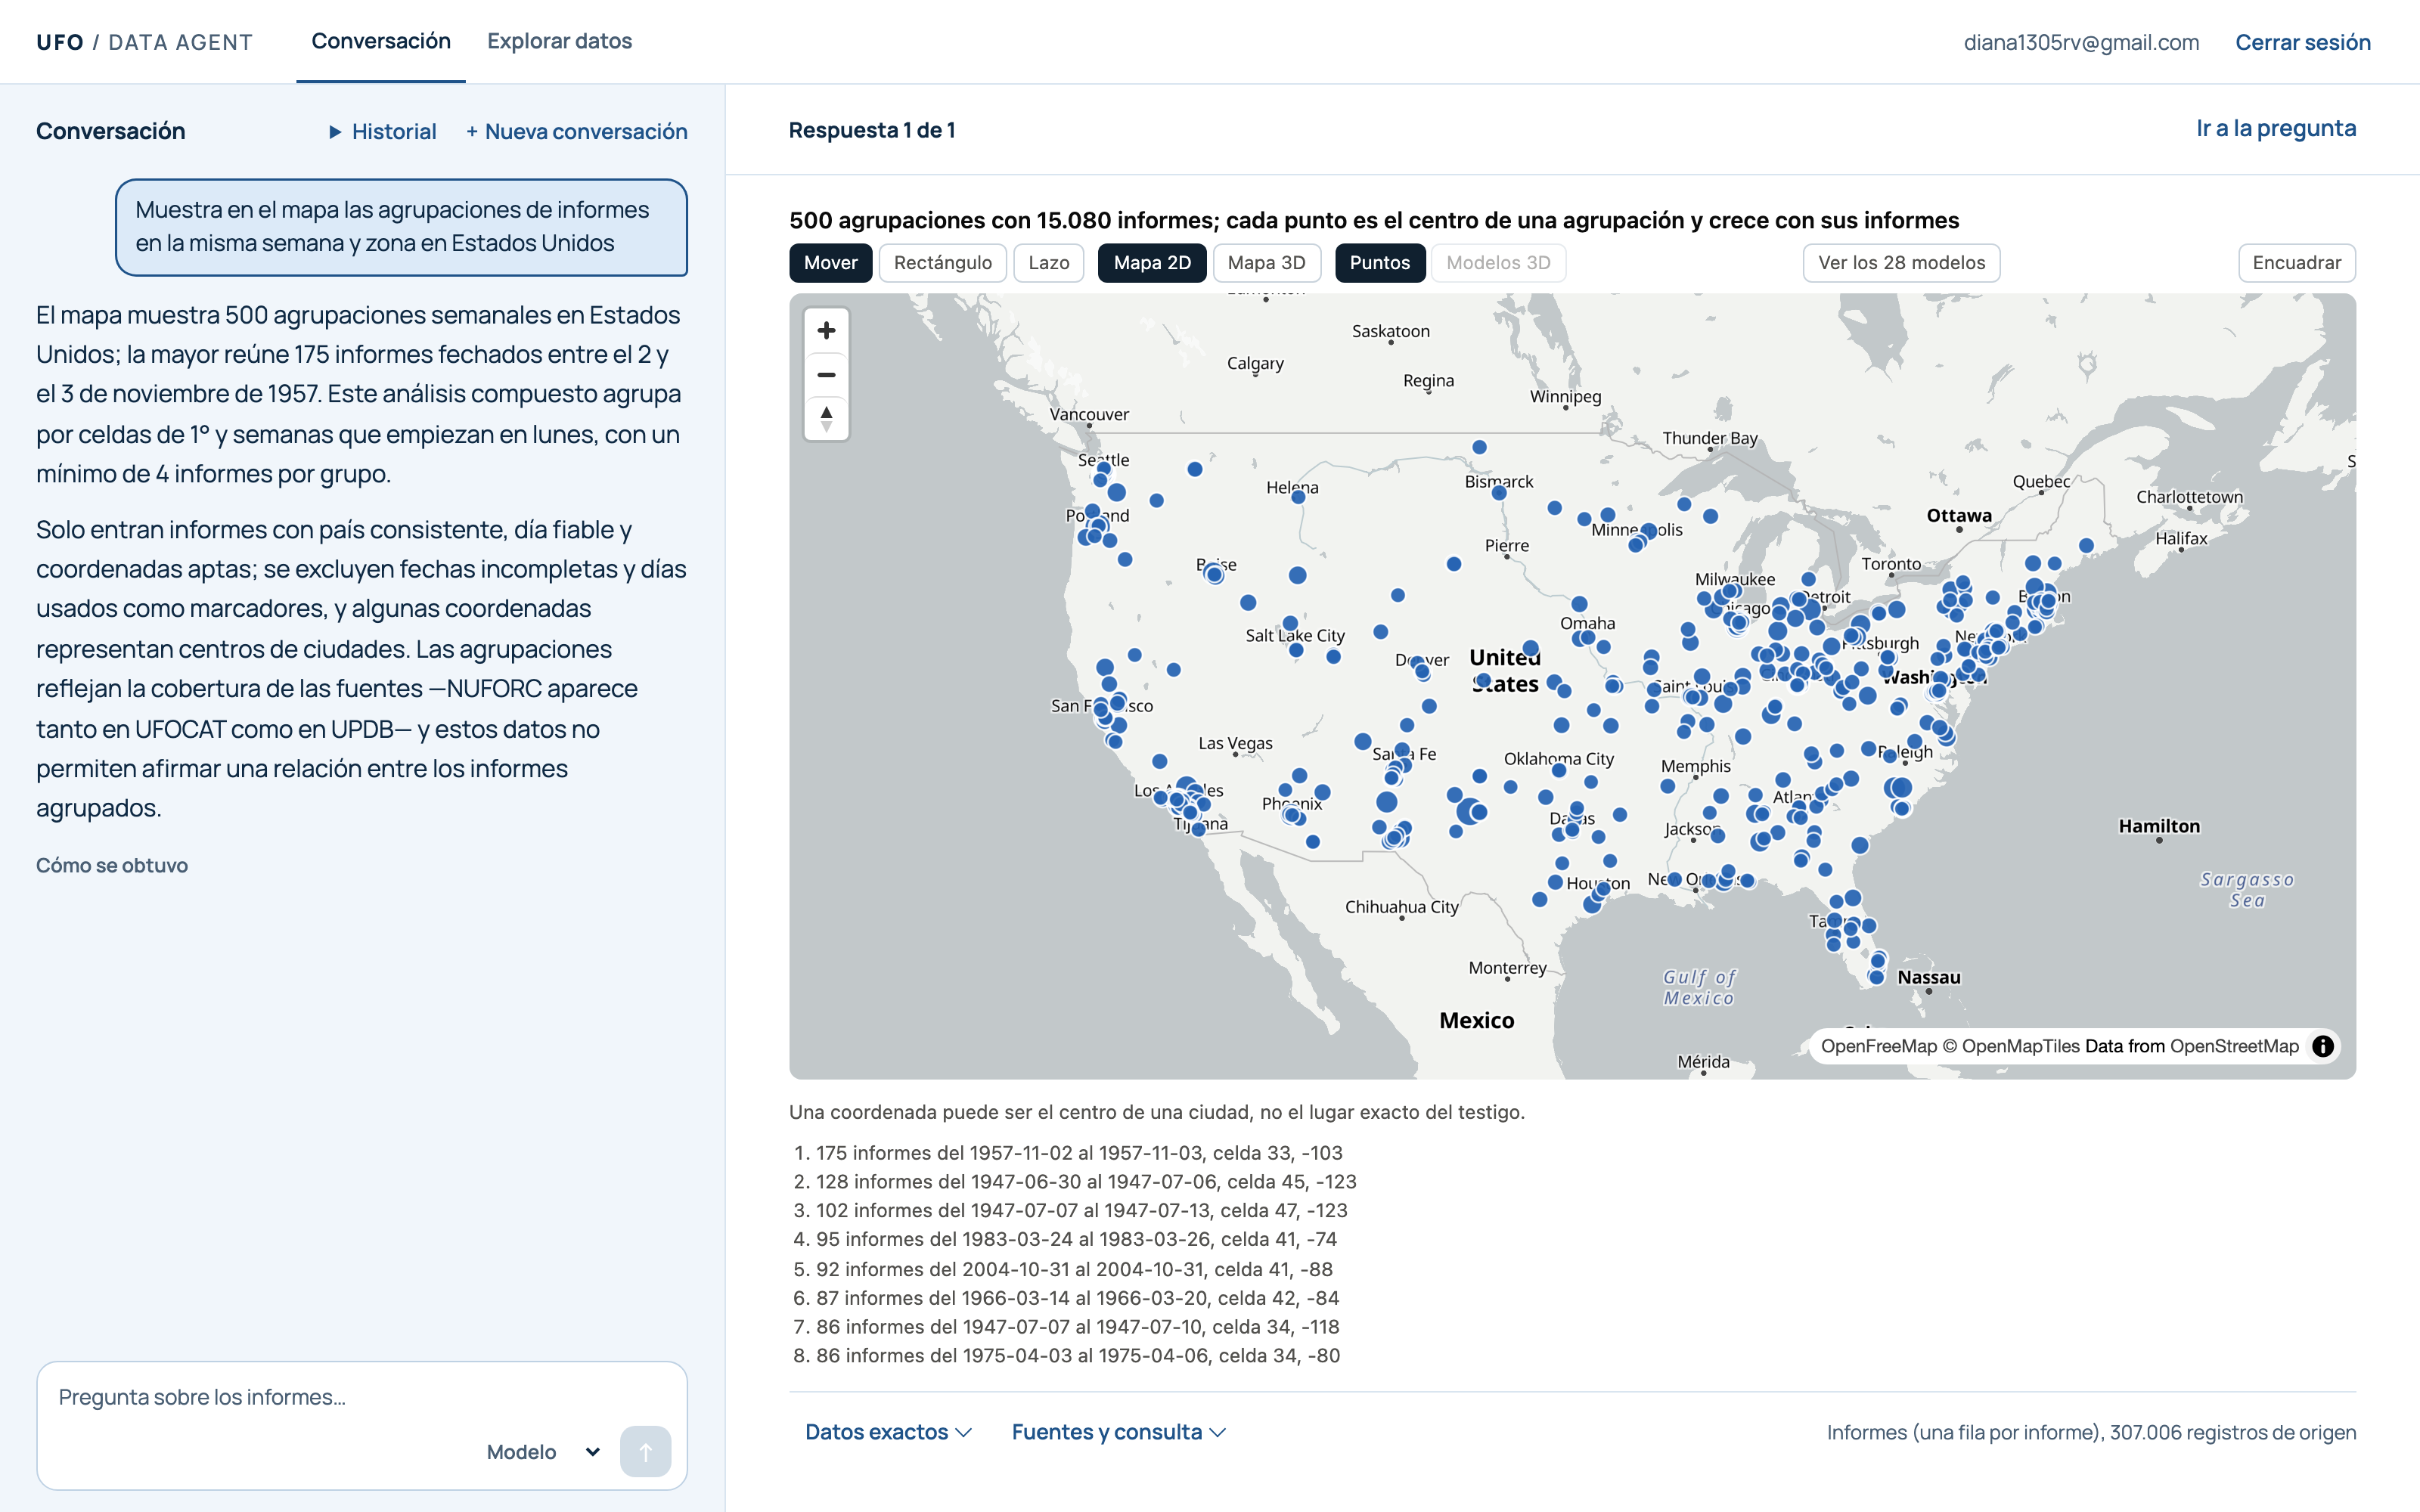 UFO / DATA AGENT
Conversación
Explorar datos
diana1305rv@gmail.com
Cerrar sesión
Conversación
Historial
+ Nueva conversación
Muestra en el mapa las agrupaciones de informes
en la misma semana y zona en Estados Unidos
El mapa muestra 500 agrupaciones semanales en Estados
Unidos; la mayor reúne 175 informes fechados entre el 2 y
el 3 de noviembre de 1957. Este análisis compuesto agrupa
por celdas de 1° y semanas que empiezan en lunes, con un
mínimo de 4 informes por grupo.
Solo entran informes con país consistente, día fiable y
coordenadas aptas; se excluyen fechas incompletas y días
usados como marcadores, y algunas coordenadas
representan centros de ciudades. Las agrupaciones
reflejan la cobertura de las fuentes —NUFORC aparece
tanto en UFOCAT como en UPDB— y estos datos no
permiten afirmar una relación entre los informes
agrupados.
Cómo se obtuvo
Pregunta sobre los informes...
Modelo
Respuesta 1 de 1
Ir a la pregunta
500 agrupaciones con 15.080 informes; cada punto es el centro de una agrupación y crece con sus informes
Mover
Rectángulo
Lazo
Mapa 2D
Mapa 3D
Puntos
Modelos 3D
Ver los 28 modelos
Encuadrar
Saskatoon
Calgary
Regina
Winnipeg
Vancouver
Thunder Bay
Seattle
Quebec
Helena
Bismarck
Charlottetown
Ottawa
Halifax
Pierre
Toronto
Milwaukee
Omaha
Salt Lake City
United
States
Las Vegas
Oklahoma City
Memphis
Jackson
Hamilton
Houston
Sargasso
Sea
Chihuahua City
Monterrey
Gulf of
Mexico
Nassau
Mexico
Mérida
OpenFreeMap © OpenMapTiles Data from OpenStreetMap
Una coordenada puede ser el centro de una ciudad, no el lugar exacto del testigo.
1. 175 informes del 1957-11-02 al 1957-11-03, celda 33, -103
2. 128 informes del 1947-06-30 al 1947-07-06, celda 45, -123
3. 102 informes del 1947-07-07 al 1947-07-13, celda 47, -123
4. 95 informes del 1983-03-24 al 1983-03-26, celda 41, -74
5. 92 informes del 2004-10-31 al 2004-10-31, celda 41, -88
6. 87 informes del 1966-03-14 al 1966-03-20, celda 42, -84
7. 86 informes del 1947-07-07 al 1947-07-10, celda 34, -118
8. 86 informes del 1975-04-03 al 1975-04-06, celda 34, -80
Datos exactos
Fuentes y consulta
Informes (una fila por informe), 307.006 registros de origen